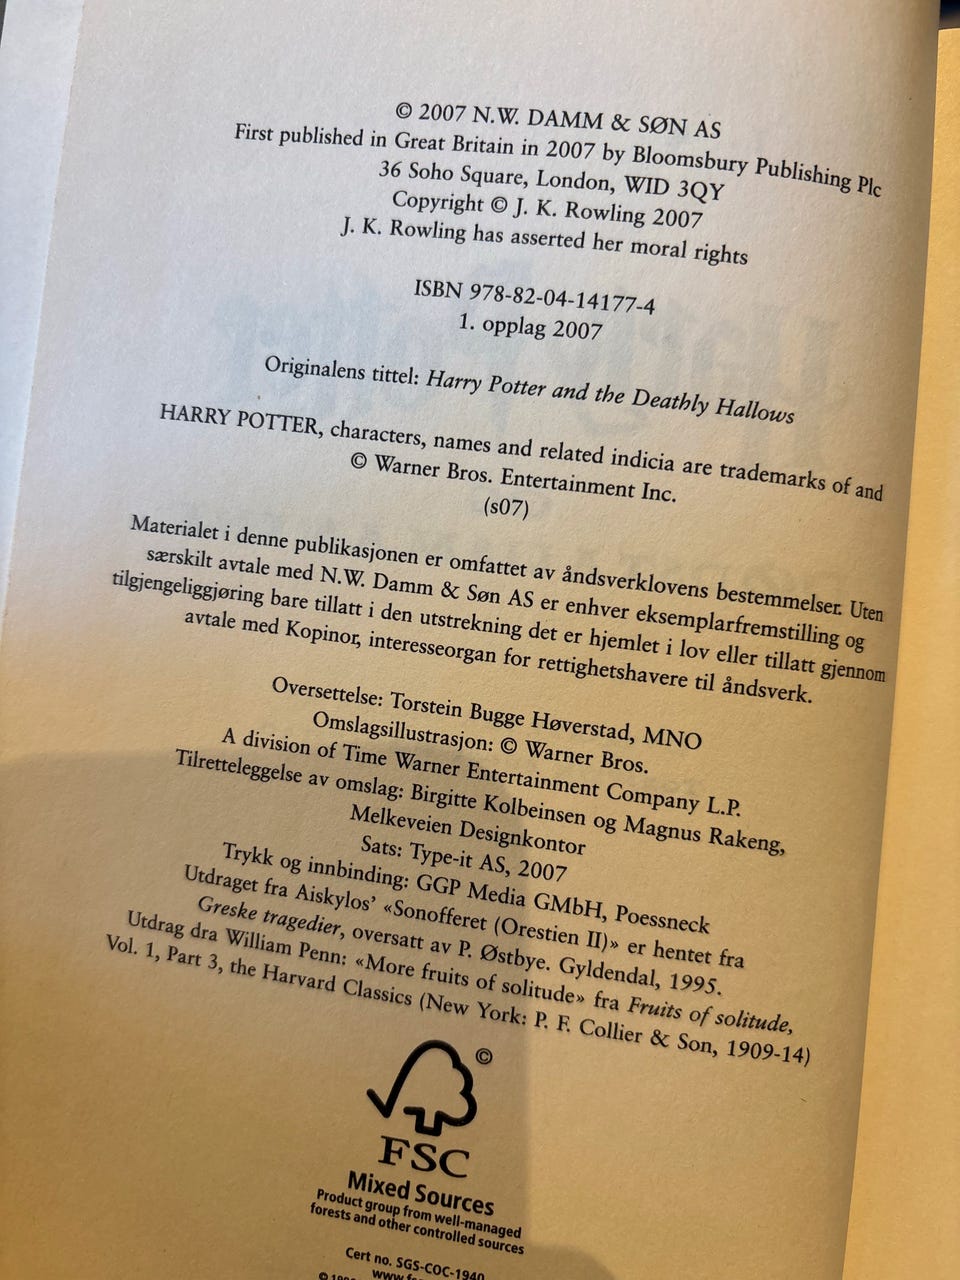 © 2007 N.W. DAMM & SØN AS
First published in Great Britain in 2007 by Bloomsbury Publishing Plc
36 Soho Square, London, WID 3QY
Copyright © J. K. Rowling 2007
J. K. Rowling has asserted her moral rights
ISBN 978-82-04-14177-4
1. opplag 2007
Originalens tittel: Harry Potter and the Deathly Hallows
HARRY POTTER, characters, names and related indicia are trademarks of and
© Warner Bros. Entertainment Inc.
(s07)
Materialet i denne publikasjonen er omfattet av åndsverklovens bestemmelser. Uten
særskilt avtale med N.W. Damm & Søn AS er enhver eksemplarfremstilling og
tilgjengeliggjøring bare tillatt i den utstrekning det er hjemlet i lov eller tillatt gjennom
avtale med Kopinor, interesseorgan for rettighetshavere til åndsverk.
Oversettelse: Torstein Bugge Høverstad, MNO
Omslagsillustrasjon: © Warner Bros.
A division of Time Warner Entertainment Company L.P.
Tilretteleggelse av omslag: Birgitte Kolbeinsen og Magnus Rakeng,
Melkeveien Designkontor
Sats: Type-it AS, 2007
Trykk og innbinding: GGP Media GMbH, Poessneck
Utdraget fra Aiskylos' «Sonofferet (Orestien II)» er hentet fra
Greske tragedier, oversatt av P. Østbye. Gyldendal, 1995.
Utdrag dra William Penn: «More fruits of solitude» fra Fruits of solitude,
Vol. 1, Part 3, the Harvard Classics (New York: P. F. Collier & Son, 1909-14)
©
FSC
Mixed Sources
Product group from well-managed
forests and other controlled sources
Cert no. SGS-COC-1940